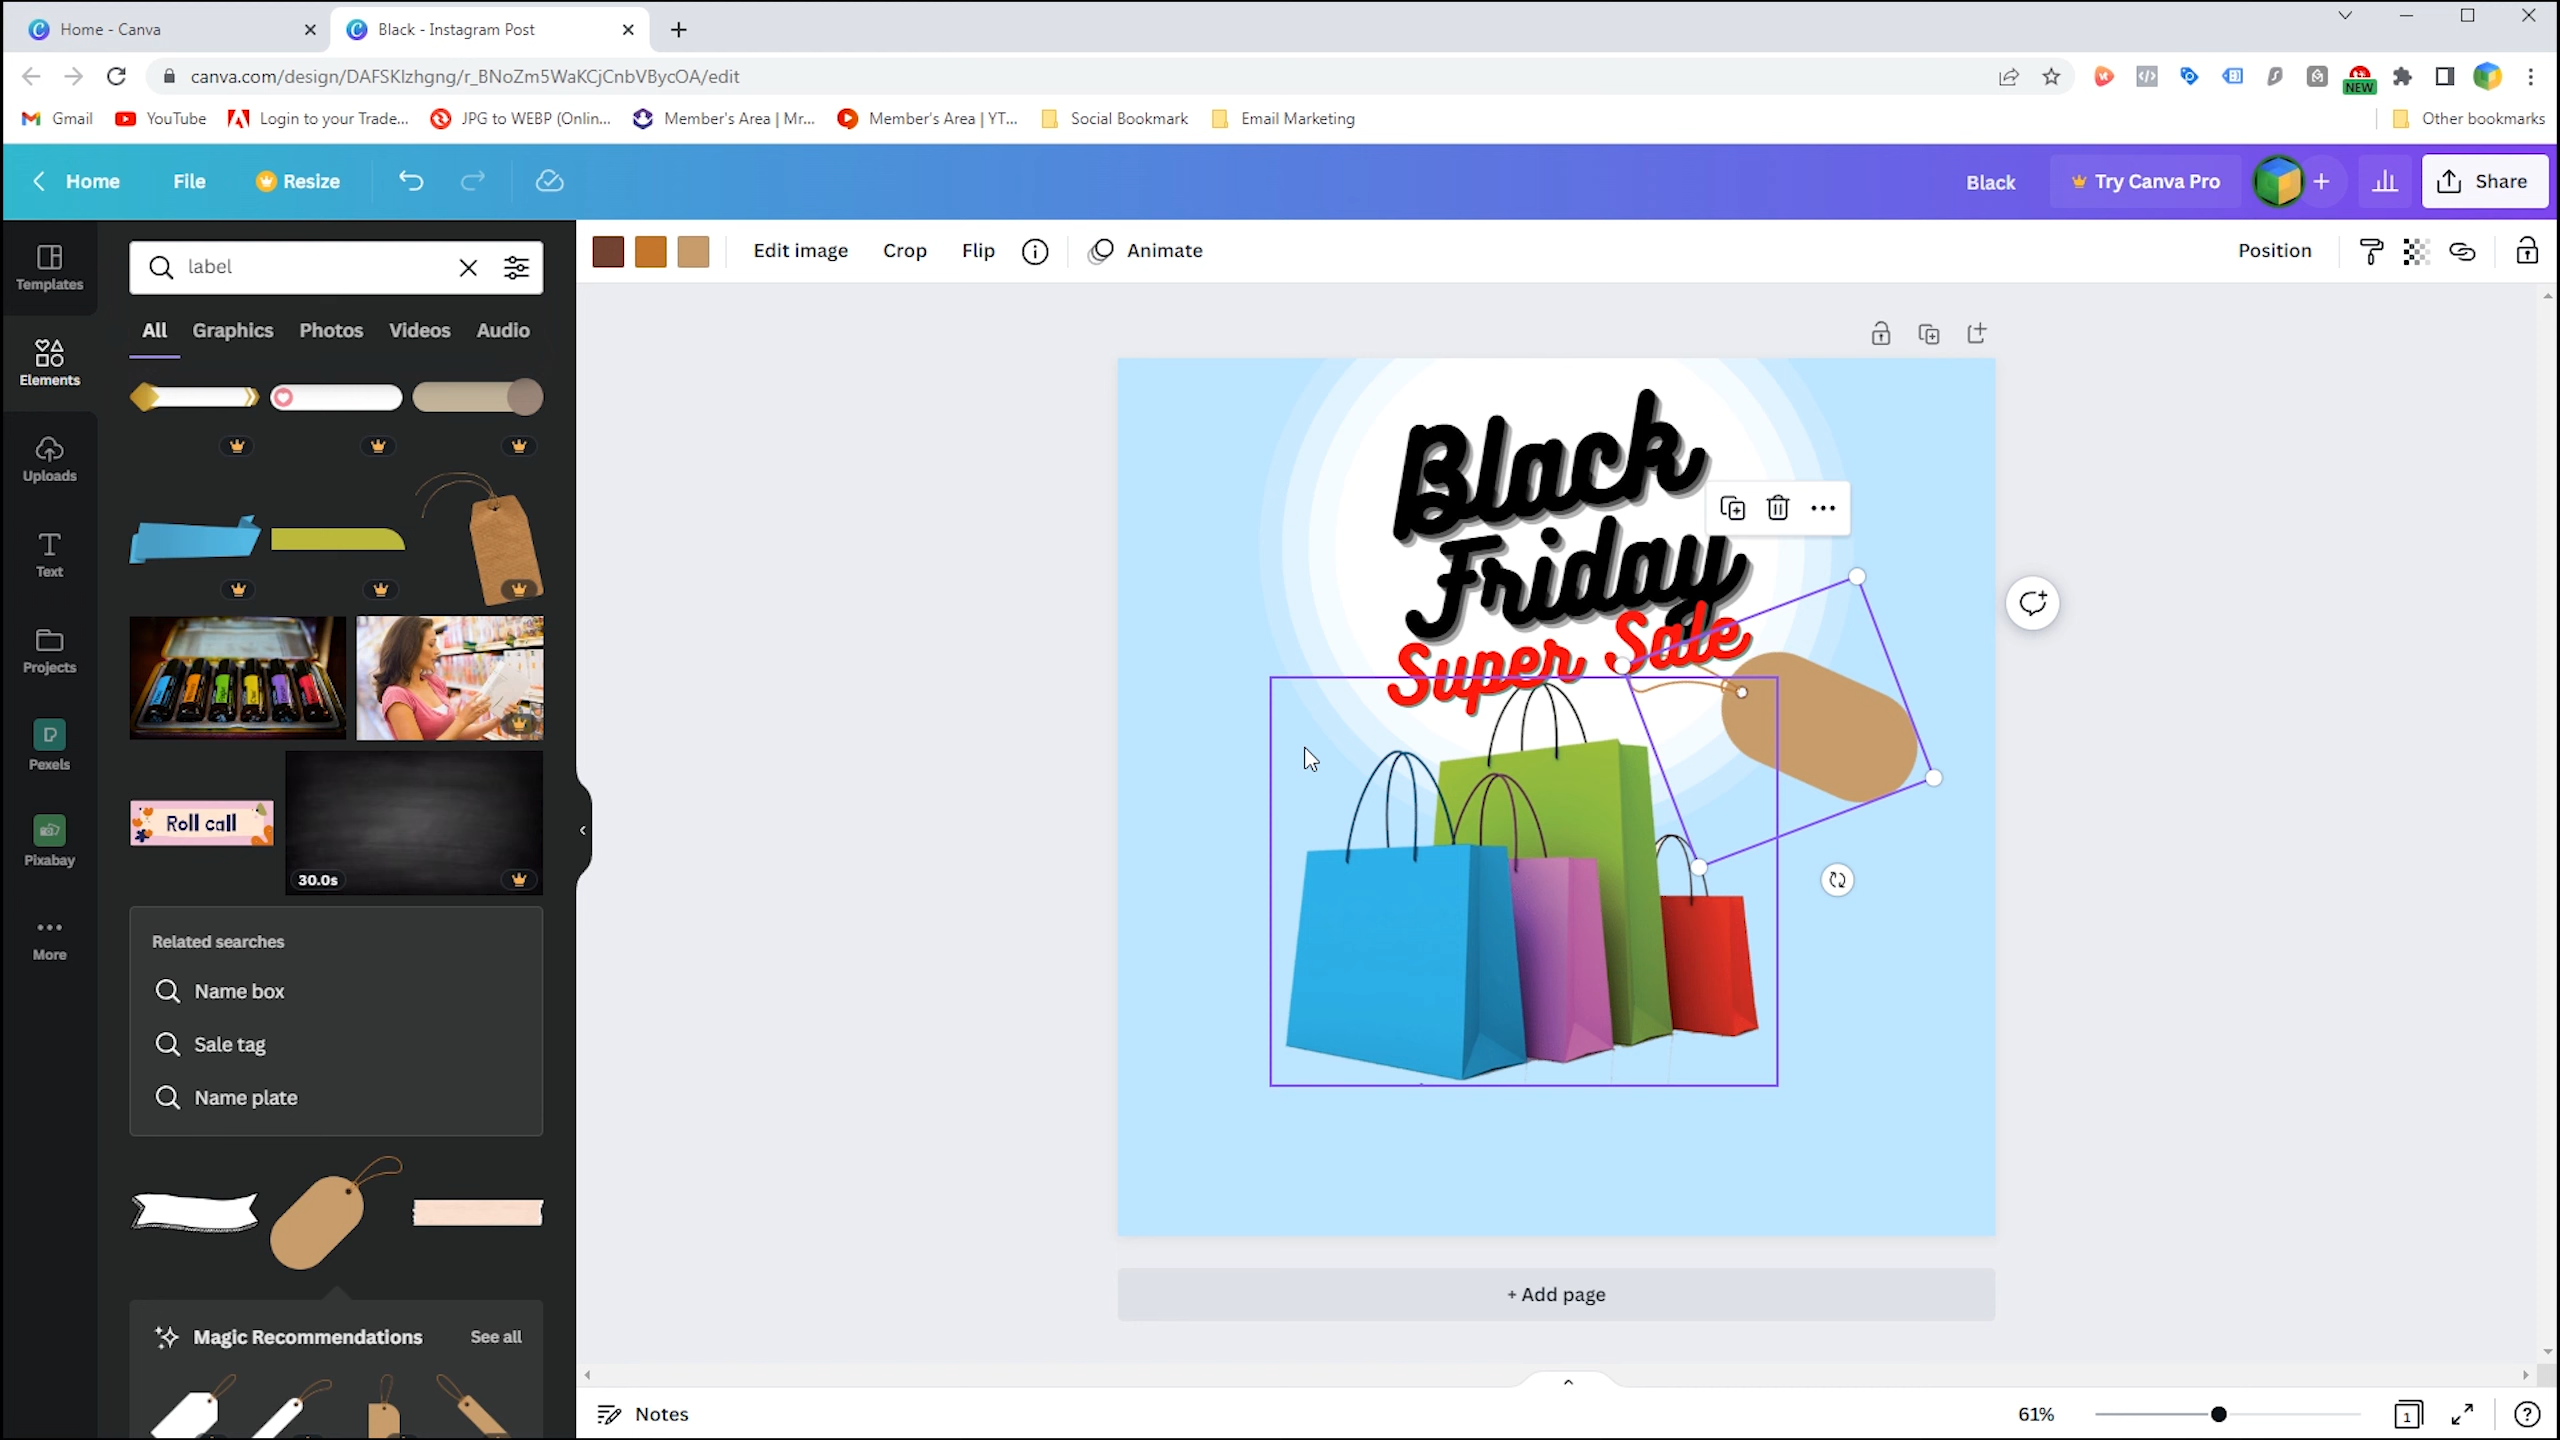 Home - Canva
Black - Instagram Post
canva.com/design/DAFSKIzhgng/r_BNoZm5WaKCjCnbVBycOA/edit
NEW
Gmail
YouTube
Login to your Trade...
JPG to WEBP (Onlin...
Member's Area | Mr...
Member's Area | YT...
Social Bookmark
Email Marketing
Other bookmarks
Home
File
Resize
Black
Try Canva Pro
Share
label
Edit image
Crop
Flip
Animate
Position
All
Graphics
Photos
Videos
Audio
Templates
Elements
Uploads
Text
Projects
Pexels
Pixabay
More
Roll call
30.0s
Related searches
Name box
Sale tag
Name plate
Magic Recommendations
See all
Black
Friday
Super Sale
+ Add page
Notes
61%
1